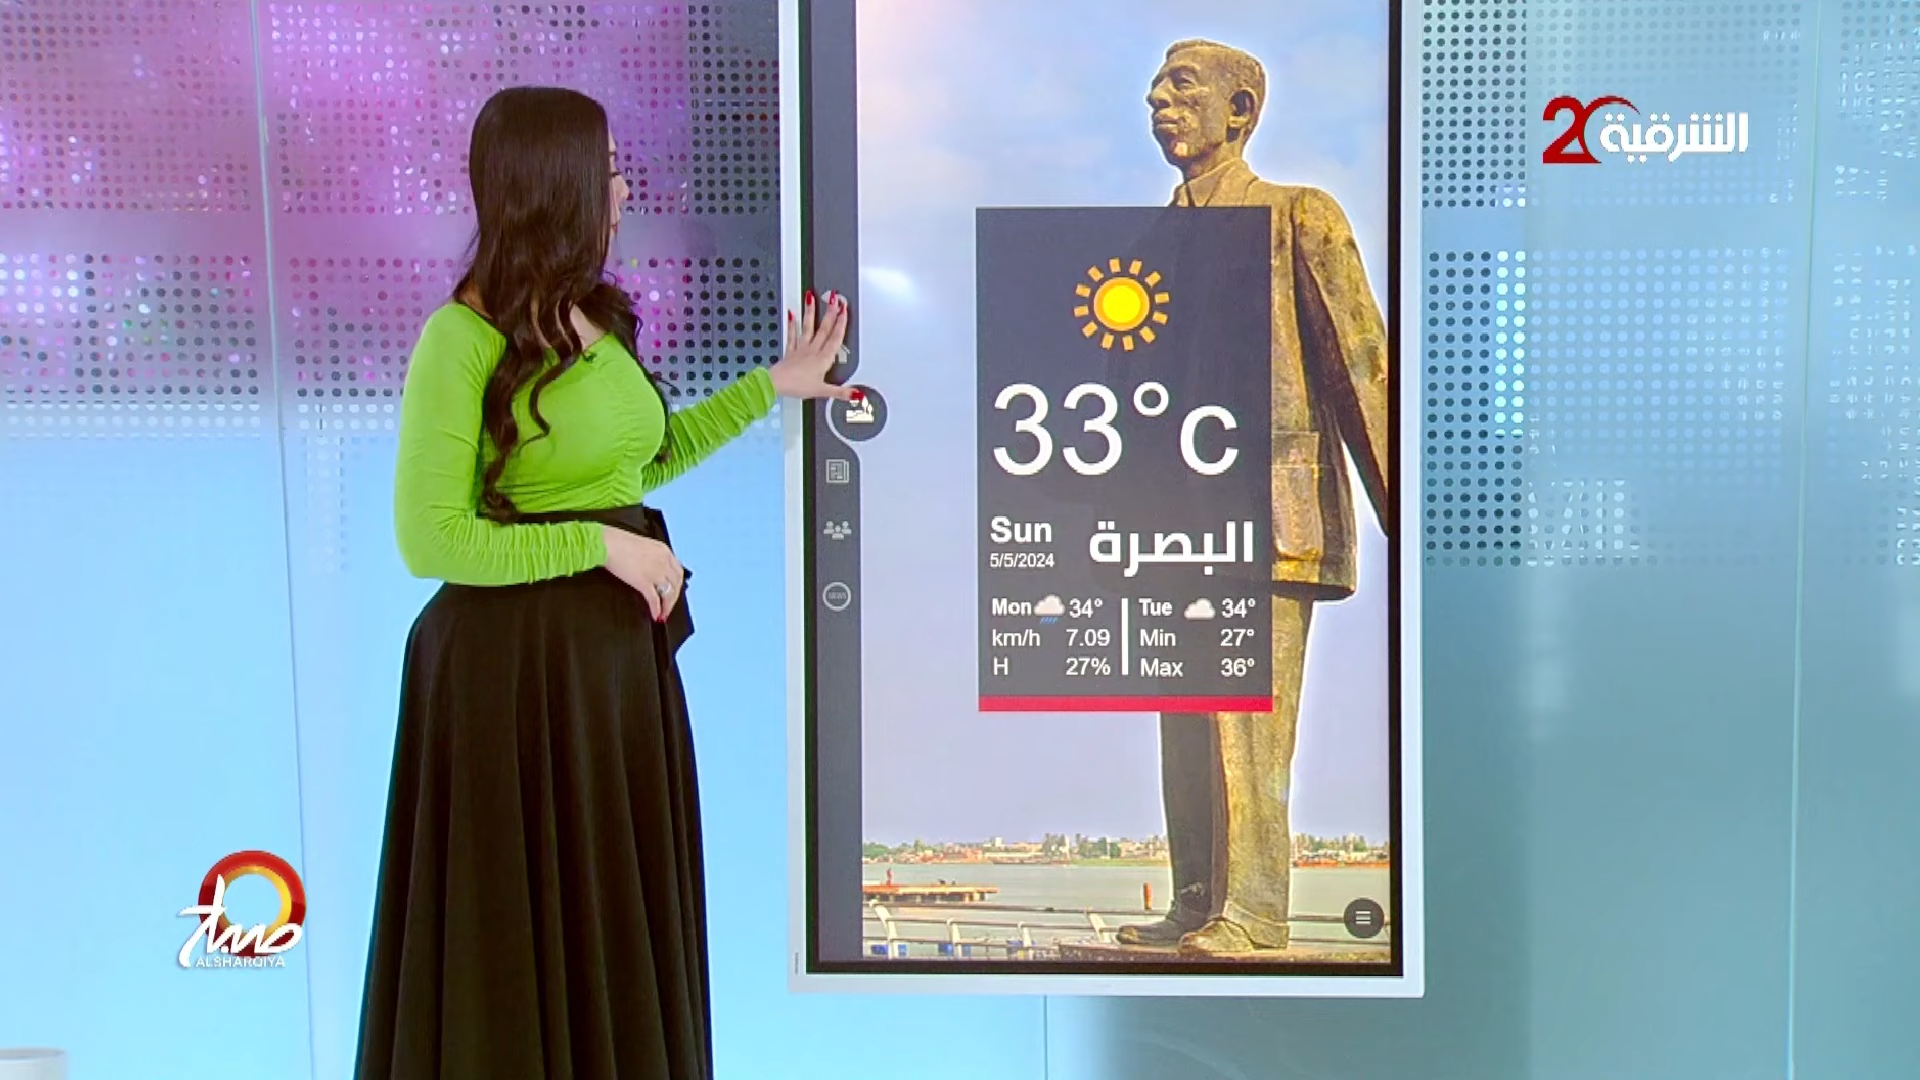 20 الشرقية
33°c
Sun
5/5/2024
البصرة
Mon 34°
km/h 7.09
H 27%
Tue 34°
Min 27°
Max 36°
صباح
ALSHARQIYA